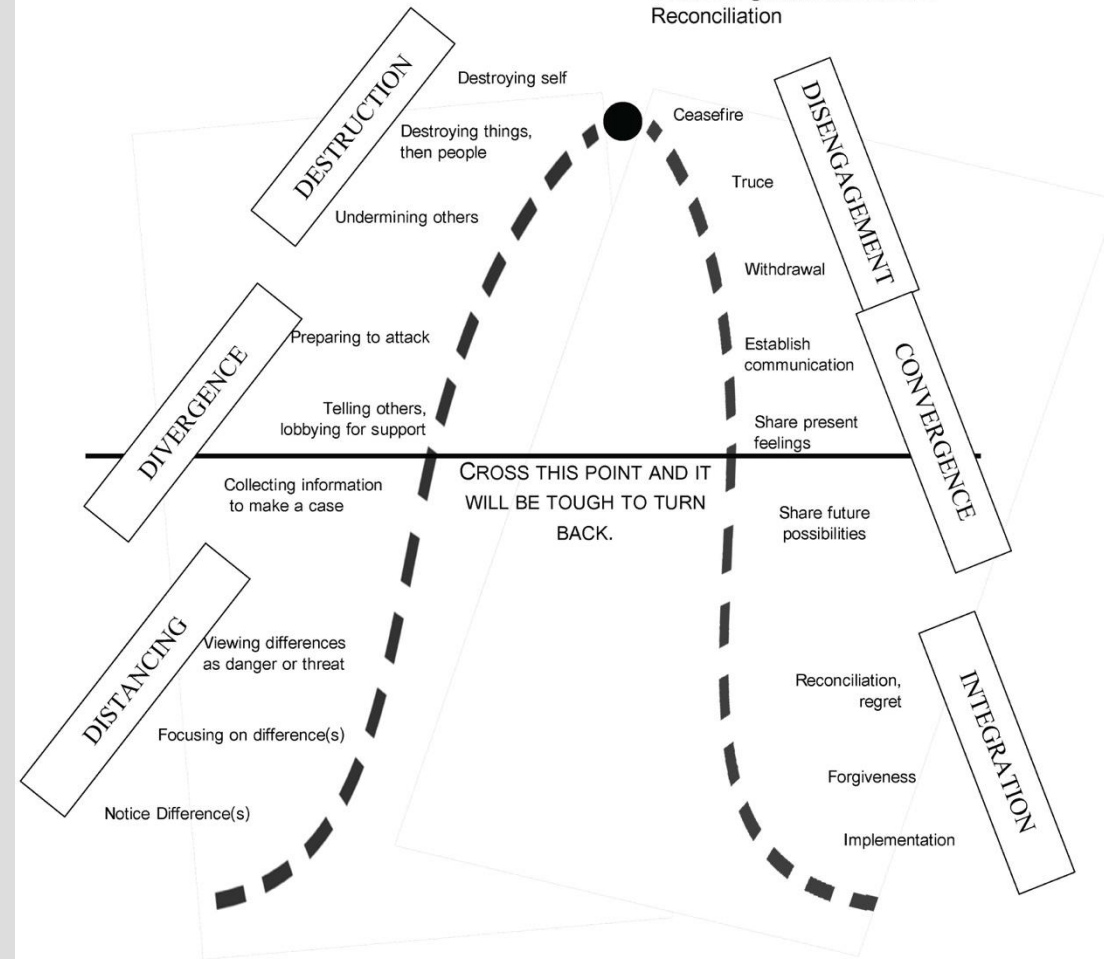 Reconciliation
DESTRUCTION
Destroying self
Destroying things,
then people
Undermining others
DIVERGENCE
Preparing to attack
Telling others,
lobbying for support
Collecting information
to make a case
DISTANCING
Viewing differences
as danger or threat
Focusing on difference(s)
Notice Difference(s)
CROSS THIS POINT AND IT
WILL BE TOUGH TO TURN
BACK.
DISENGAGEMENT
Ceasefire
Truce
Withdrawal
CONVERGENCE
Establish
communication
Share present
feelings
Share future
possibilities
INTEGRATION
Reconciliation,
regret
Forgiveness
Implementation